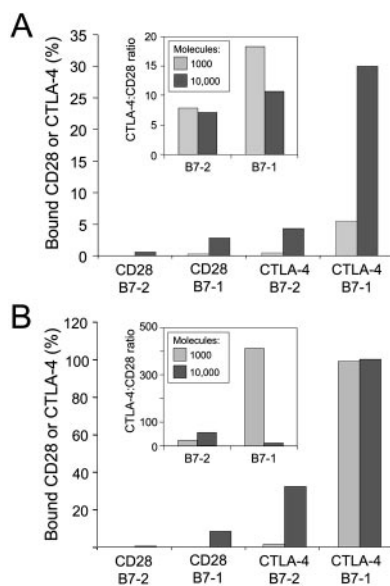 A
Bound CD28 or CTLA-4 (%)
35
30
25
20
15
10
5
0
CTLA-4:CD28 ratio
20
15
10
5
0
Molecules:
1000
10,000
B7-2 B7-1
CD28 CD28 CTLA-4 CTLA-4
B7-2 B7-1 B7-2 B7-1
B
Bound CD28 or CTLA-4 (%)
120
100
80
60
40
20
CTLA-4:CD28 ratio
500
400
300
100
0
Molecules:
1000
10,000
B7-2 B7-1
CD28 CD28 CTLA-4 CTLA-4
B7-2 B7-1 B7-2 B7-1